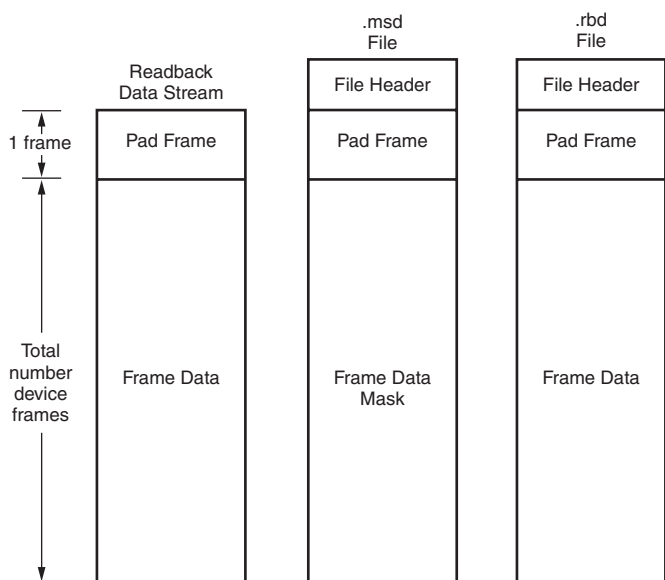 .msd
File
.rbd
File
Readback
Data Stream
File Header
File Header
1 frame
Pad Frame
Pad Frame
Pad Frame
Total
number
device
frames
Frame Data
Frame Data
Mask
Frame Data